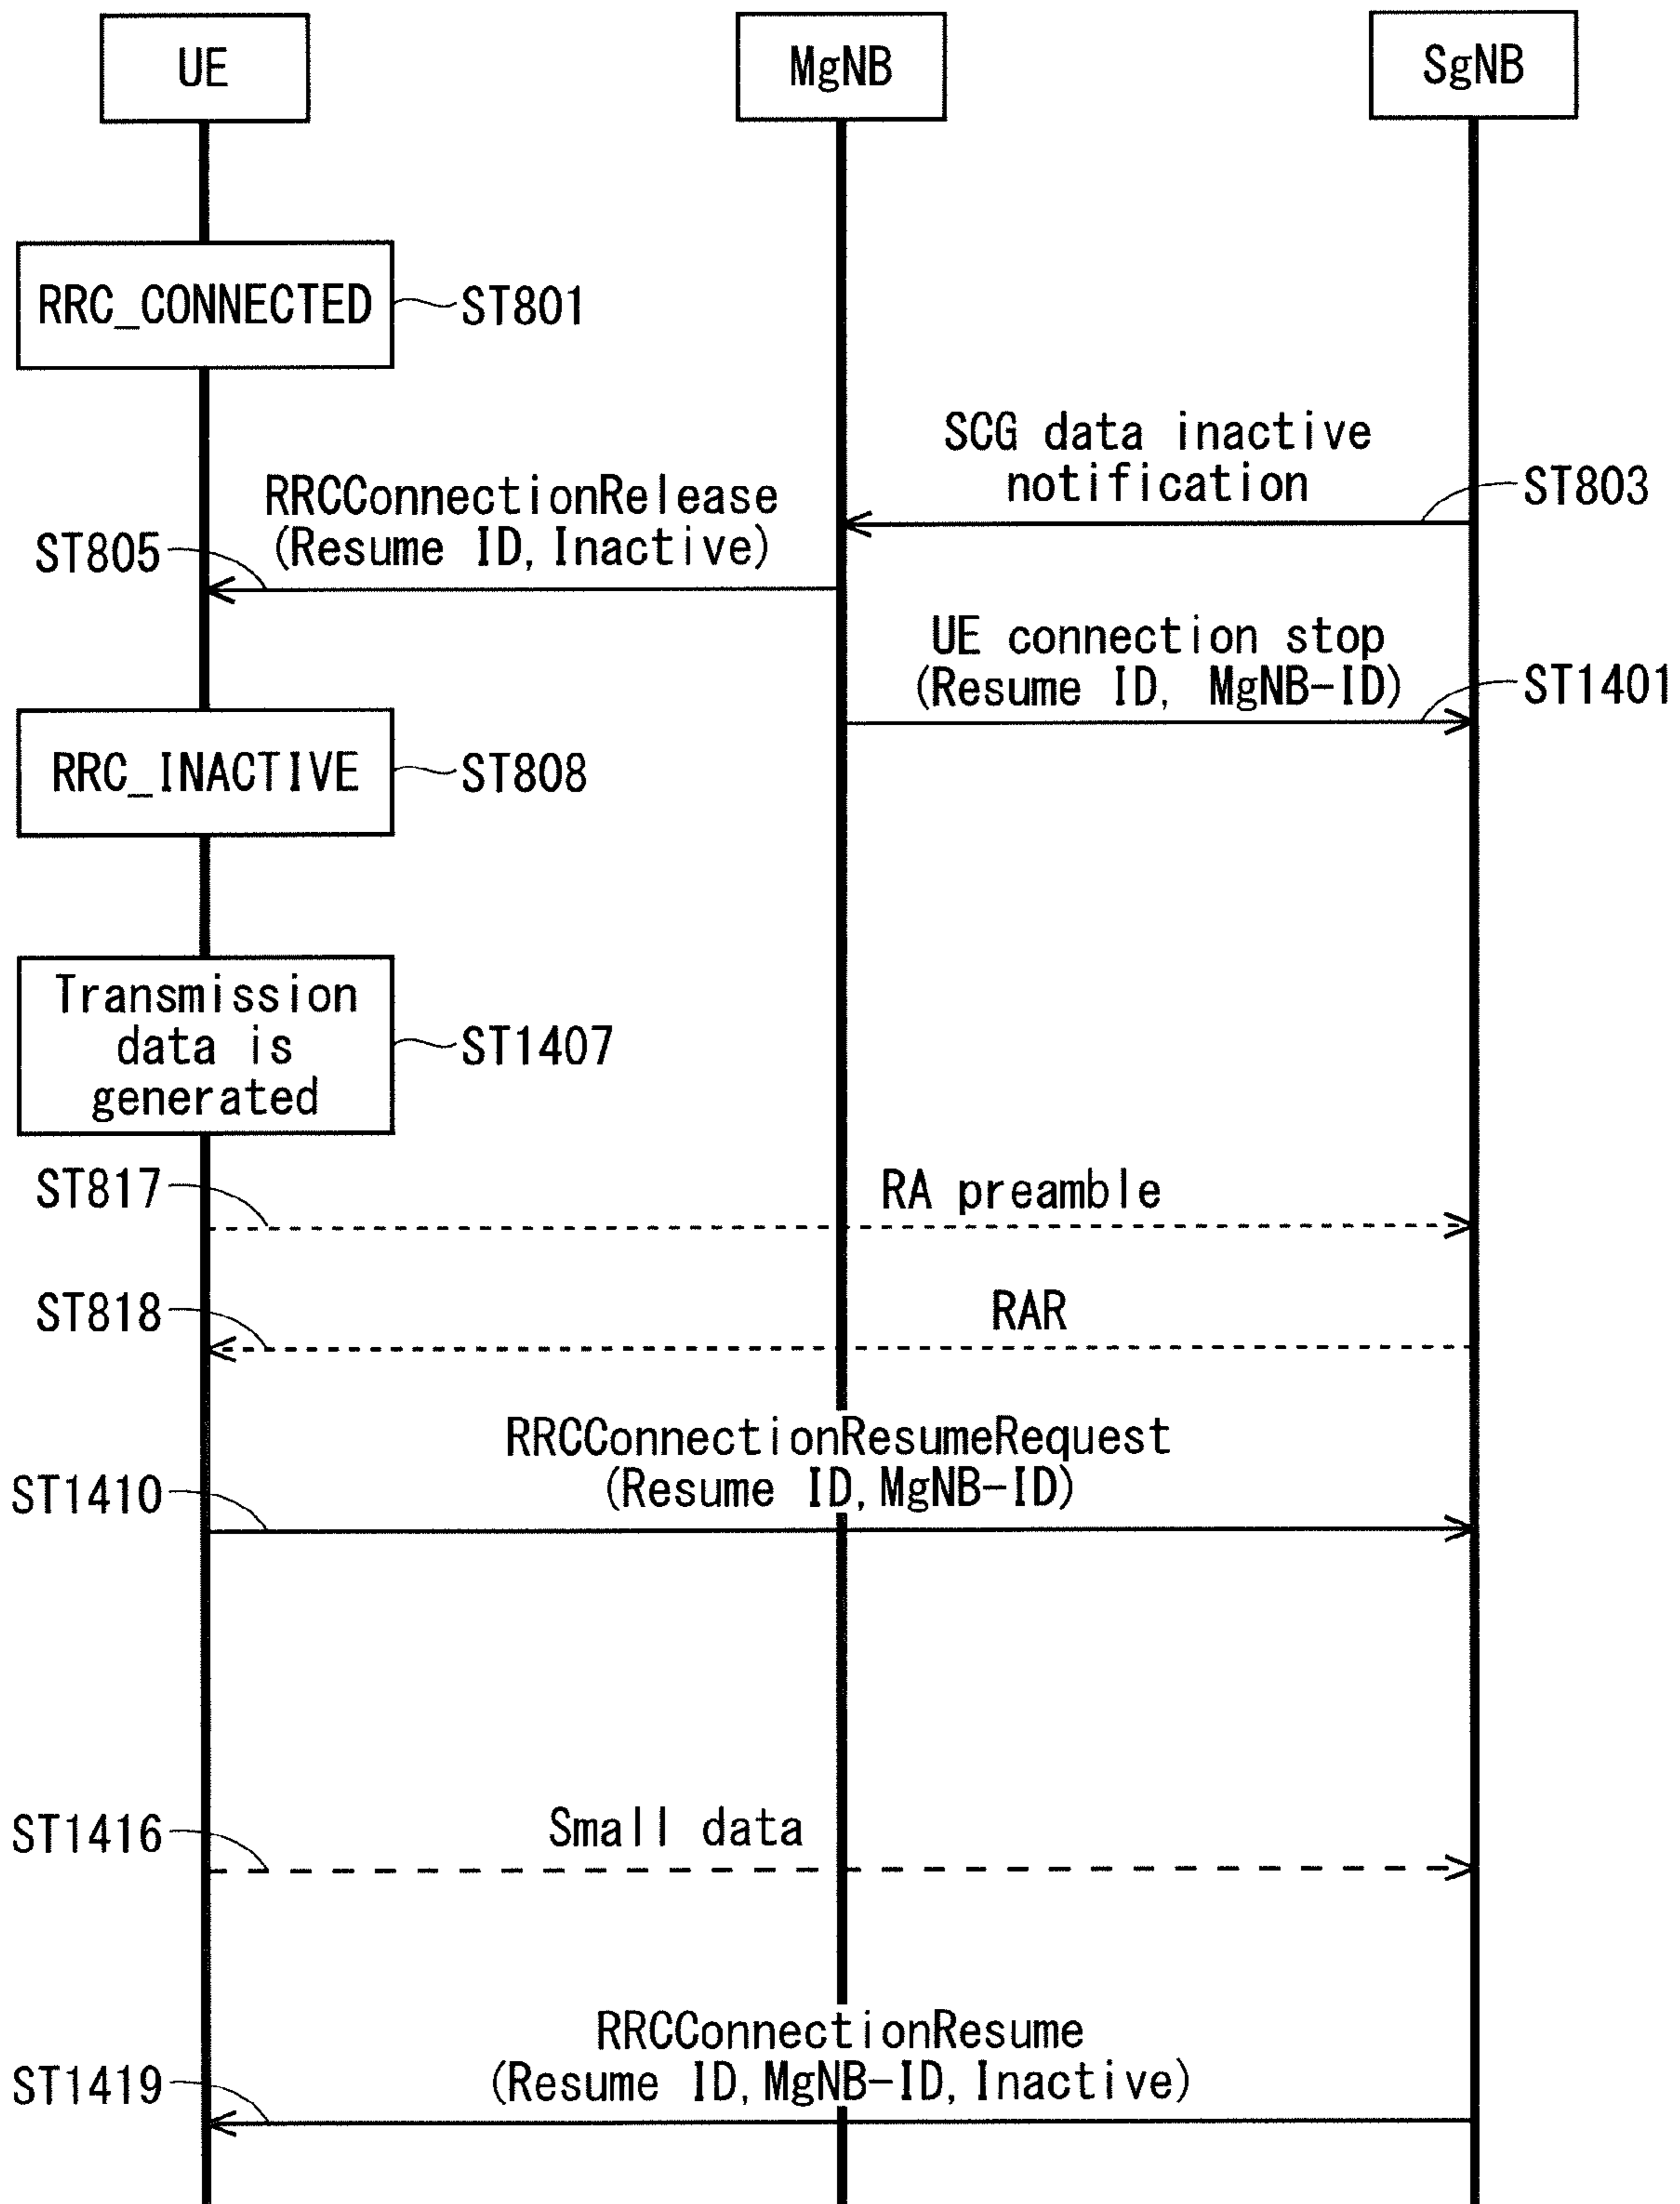 UE
MgNB
SgNB
RRC_CONNECTED
ST801
SCG data inactive
notification
ST803
RRCConnectionRelease
(Resume ID, Inactive)
ST805
UE connection stop
(Resume ID, MgNB-ID)
ST1401
RRC_INACTIVE
ST808
Transmission
data is
generated
ST1407
ST817
RA preamble
ST818
RAR
RRCConnectionResumeRequest
(Resume ID, MgNB-ID)
ST1410
Small data
ST1416
RRCConnectionResume
(Resume ID, MgNB-ID, Inactive)
ST1419